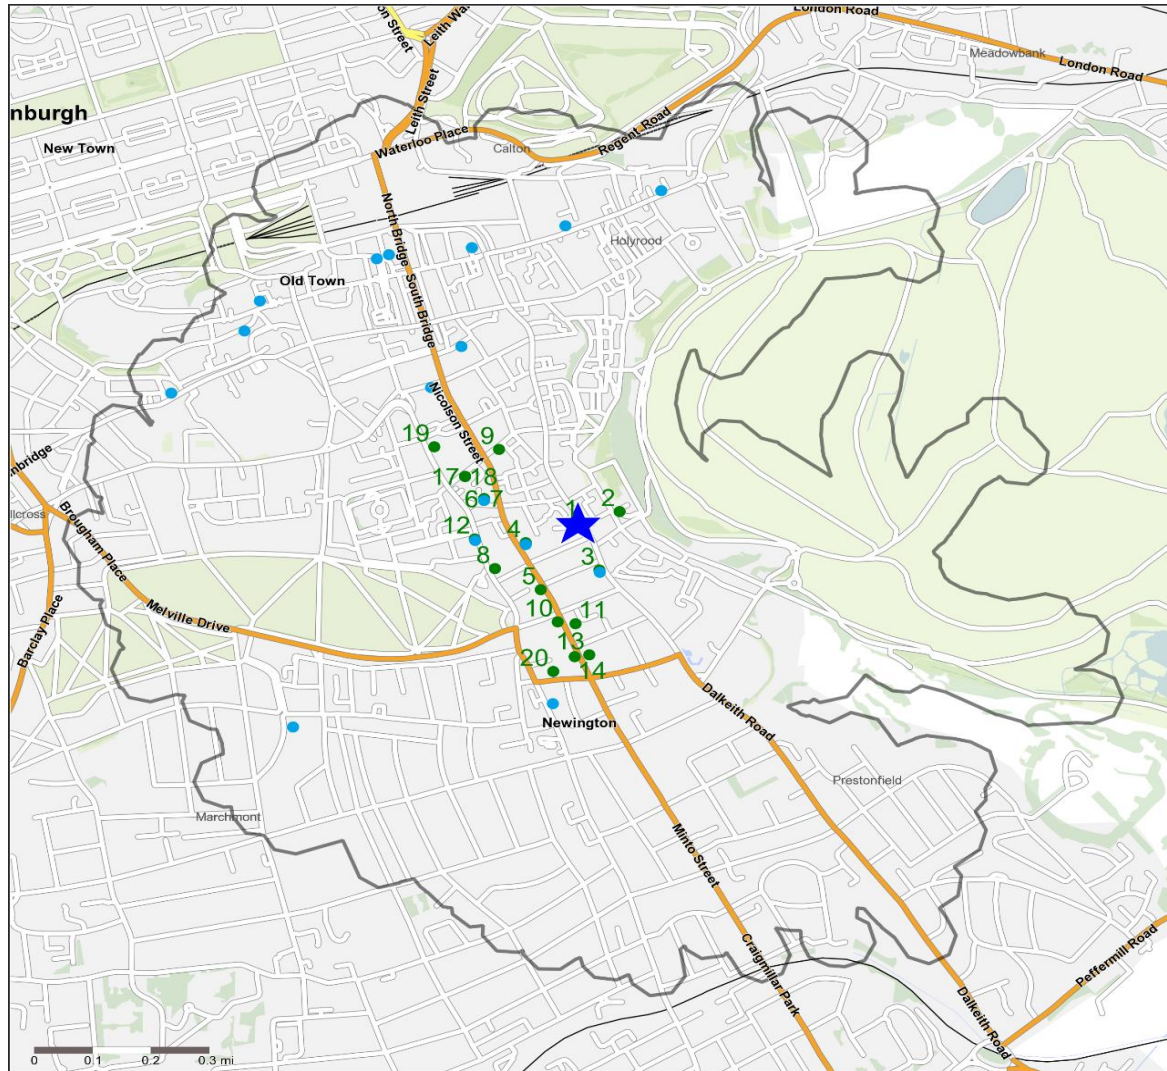 London Road
Meadowbank
London Road
on Street
Leith Wa
Leith Street
nburgh
New Town
Waterloo Place
Calton
Regent Road
North Bridge
Holyrood
Old Town
South Bridge
Nicolson Street
19
9
17
18
6
7
1
2
nbridge
llcross
12
4
8
3
Brougham Place
5
10
11
Melville Drive
Barclay Place
13
20
14
Newington
Dalkeith Road
Prestonfield
Marchmont
Minto Street
Craigmillar Park
Peffermill Road
Dalkeith Road
0 0.1 0.2 0.3 mi